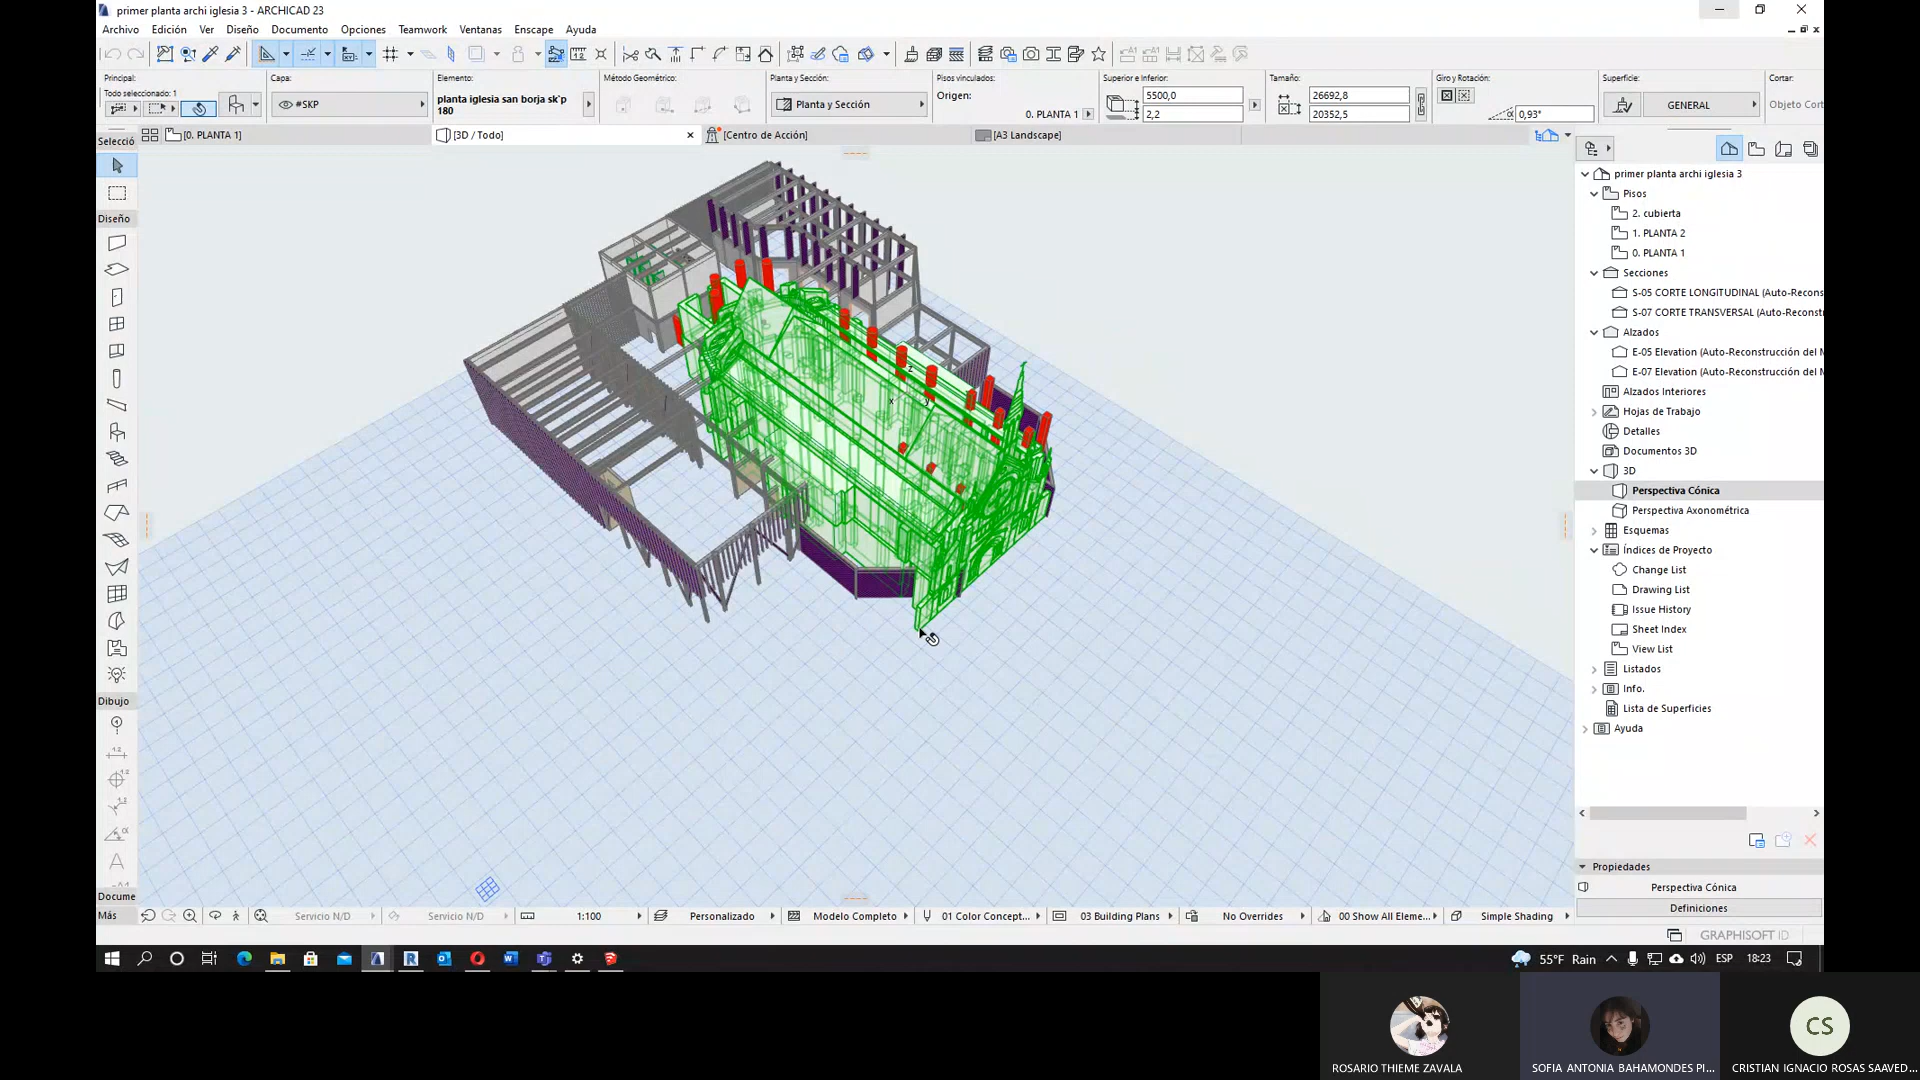 primer planta archi iglesia 3 - ARCHICAD 23
Archivo Edición Ver Diseño Documento Opciones Teamwork Ventanas Enscape Ayuda
Principal:
Todo seleccionado: 1
Capa:
#SKP
Elemento:
planta iglesia san borja sk`p
180
Método Geometrico:
Planta y Sección:
Planta y Sección
Pisos vinculados:
Origen:
0. PLANTA 1
Superior e Inferior:
5500,0
2,2
Tamaño:
26692,8
20352,5
Giro y Rotación:
0,93°
Superficie:
GENERAL
Cortar:
Objeto Cort
[0. PLANTA 1]
[3D / Todo]
[Centro de Acción]
[A3 Landscape]
Selecció
Diseño
Dibujo
Docume
Más
primer planta archi iglesia 3
Pisos
2. cubierta
1. PLANTA 2
0. PLANTA 1
Secciones
S-05 CORTE LONGITUDINAL (Auto-Recons
S-07 CORTE TRANSVERSAL (Auto-Reconst
Alzados
E-05 Elevation (Auto-Reconstrucción del M
E-07 Elevation (Auto-Reconstrucción del M
Alzados Interiores
Hojas de Trabajo
Detalles
Documentos 3D
3D
Perspectiva Cónica
Perspectiva Axonométrica
Esquemas
Índices de Proyecto
Change List
Drawing List
Issue History
Sheet Index
View List
Listados
Info.
Lista de Superficies
Ayuda
Propiedades
Perspectiva Cónica
Definiciones
GRAPHISOFT ID
x
y
z
Servicio N/D
Servicio N/D
1:100
Personalizado
Modelo Completo
01 Color Concept...
03 Building Plans
No Overrides
00 Show All Eleme...
Simple Shading
55°F Rain
ESP
18:23
CS
ROSARIO THIEME ZAVALA
SOFIA ANTONIA BAHAMONDES PI...
CRISTIAN IGNACIO ROSAS SAAVED...